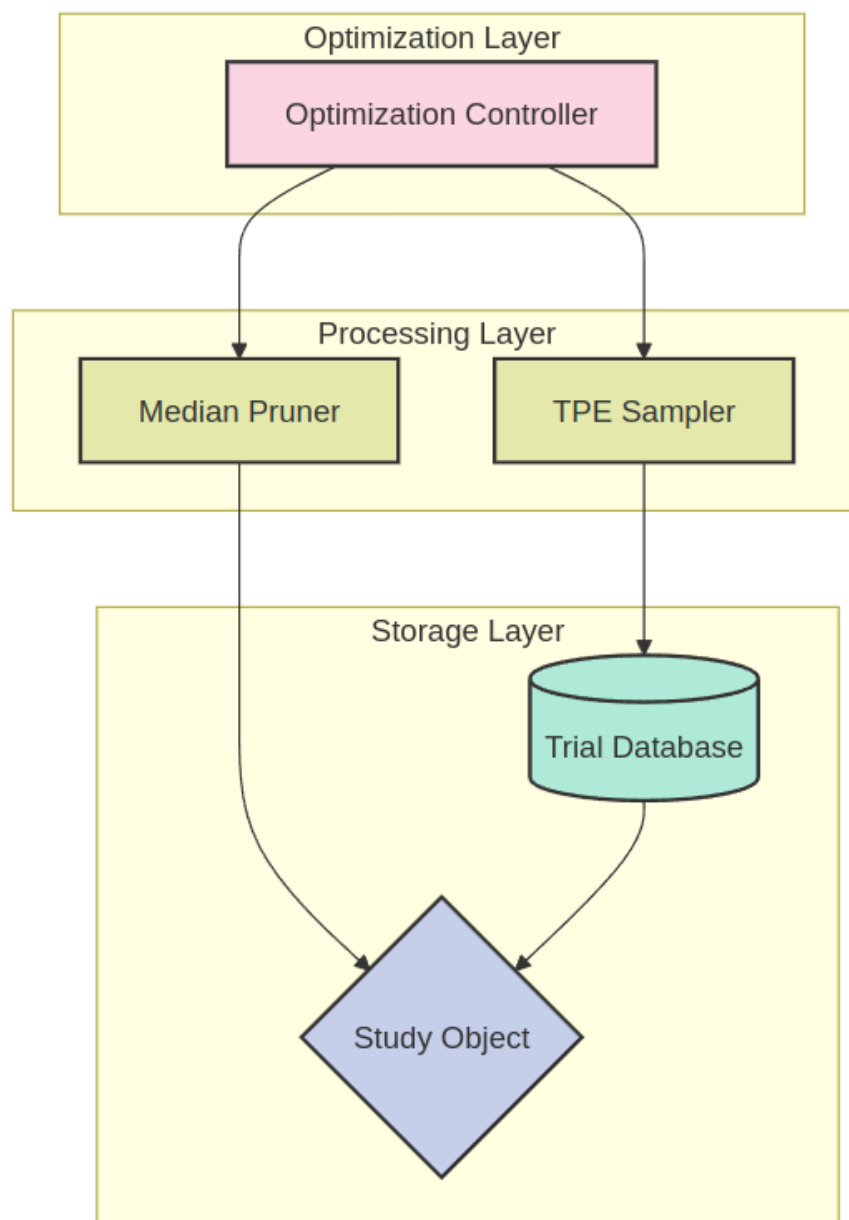 Optimization Layer
Optimization Controller
Processing Layer
Median Pruner
TPE Sampler
Storage Layer
Trial Database
Study Object